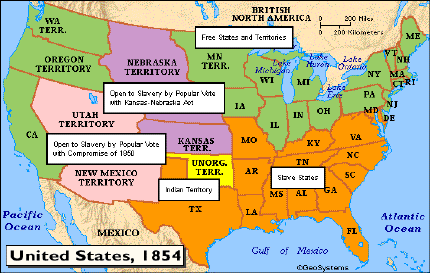 BRITISH
NORTH AMERICA
0 200 Miles
0 200 Kilometers
WA
TERR.
Free States and Territories
ME
OREGON
TERRITORY
NEBRASKA
TERRITORY
MN
TERR.
Lake
Superior
Lake
Michigan
Lake
Huron
Lake
Ontario
Lake
Erie
VT
NH
WI
MI
NY
MA
CT
RI
Open to Slavery by Popular Vote
with Kansas-Nebraska Act
IA
PA
NJ
IL
IN
OH
MD
DE
UTAH
TERRITORY
CA
Open to Slavery by Popular Vote
with Compromise of 1850
KANSAS
TERR.
MO
KY
VA
NC
TN
UNORG.
TERR.
AR
SC
NEW MEXICO
TERRITORY
Indian Territory
Slave States
MS
AL
GA
TX
LA
FL
Pacific
Ocean
MEXICO
Atlantic
Ocean
Gulf of Mexico
United States, 1854
©GeoSystems